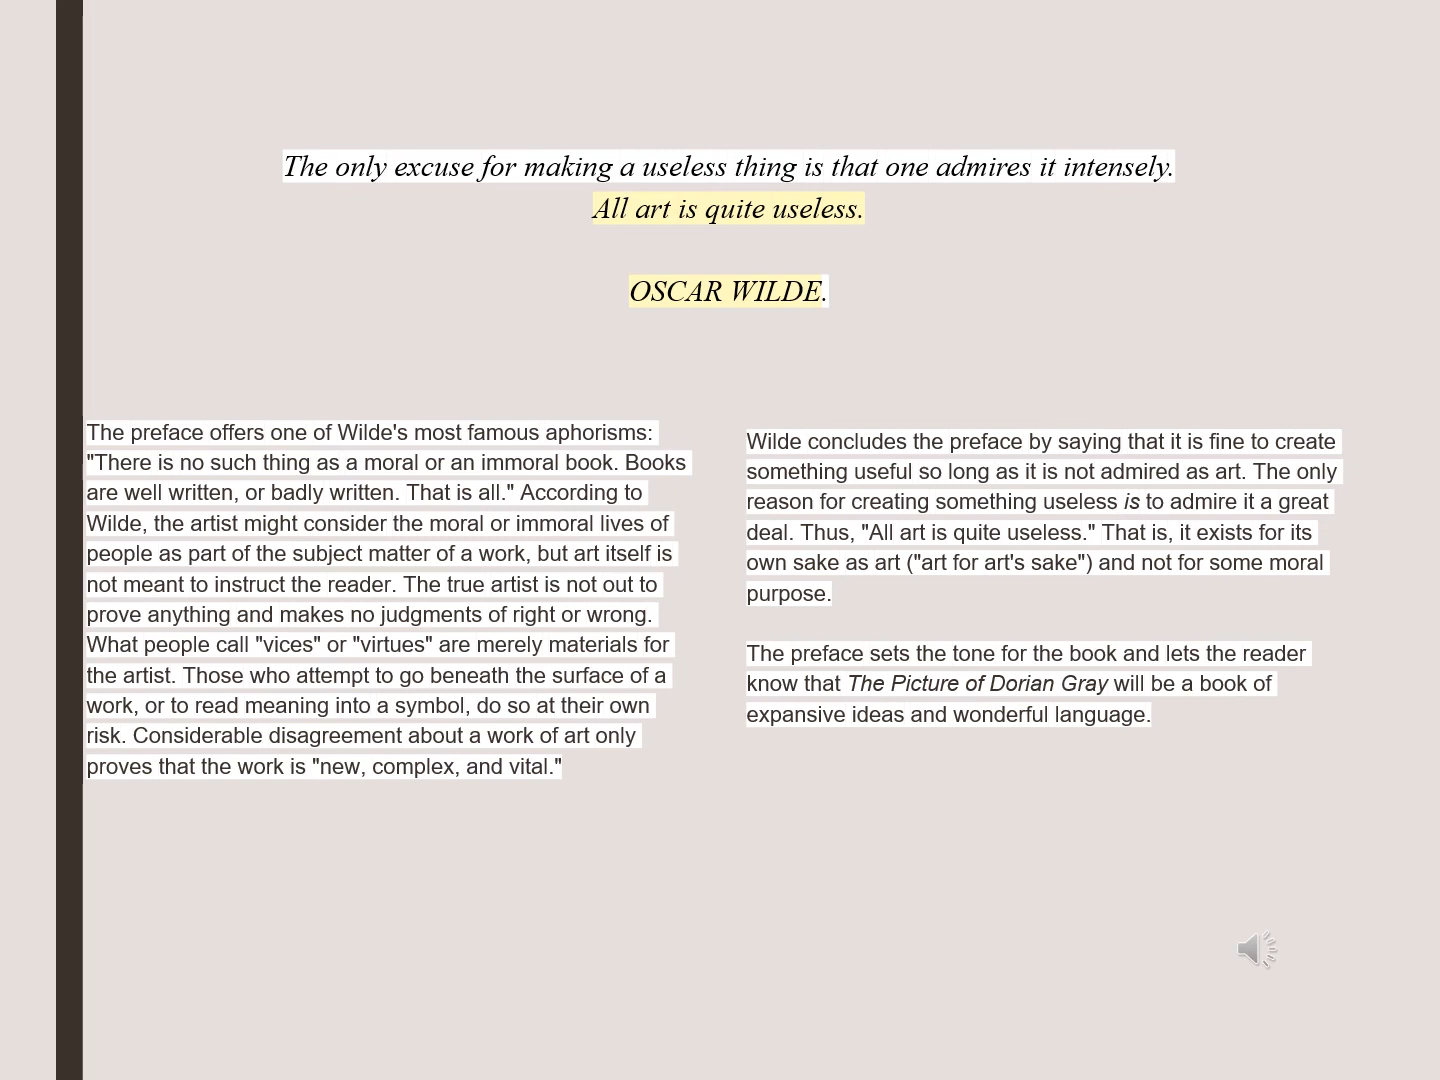 The only excuse for making a useless thing is that one admires it intensely.
All art is quite useless.
OSCAR WILDE.
The preface offers one of Wilde's most famous aphorisms:
"There is no such thing as a moral or an immoral book. Books
are well written, or badly written. That is all." According to
Wilde, the artist might consider the moral or immoral lives of
people as part of the subject matter of a work, but art itself is
not meant to instruct the reader. The true artist is not out to
prove anything and makes no judgments of right or wrong.
What people call "vices" or "virtues" are merely materials for
the artist. Those who attempt to go beneath the surface of a
work, or to read meaning into a symbol, do so at their own
risk. Considerable disagreement about a work of art only
proves that the work is "new, complex, and vital."
Wilde concludes the preface by saying that it is fine to create
something useful so long as it is not admired as art. The only
reason for creating something useless is to admire it a great
deal. Thus, "All art is quite useless." That is, it exists for its
own sake as art ("art for art's sake") and not for some moral
purpose.
The preface sets the tone for the book and lets the reader
know that The Picture of Dorian Gray will be a book of
expansive ideas and wonderful language.